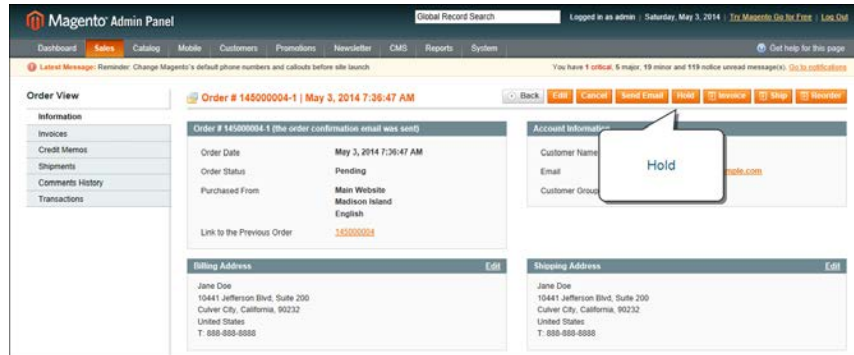 Magento Admin Panel
Global Record Search
Logged in as admin | Saturday, May 3, 2014 | Try Magento Go for Free | Log Out
Dashboard Sales Catalog Mobile Customers Promotions Newsletter CMS Reports System
Get help for this page
Latest Message: Reminder: Change Magento's default phone numbers and callouts before site launch
You have 1 critical, 5 major, 19 minor and 119 notice unread message(s). Go to notifications
Order View
Information
Invoices
Credit Memos
Shipments
Comments History
Transactions
Order # 145000004-1 | May 3, 2014 7:36:47 AM
Back Edit Cancel Send Email Hold Invoice Ship Reorder
Order # 145000004-1 (the order confirmation email was sent)
Order Date May 3, 2014 7:36:47 AM
Order Status Pending
Purchased From Main Website
Madison Island
English
Link to the Previous Order 145000004
Account Information
Customer Name
Email
Customer Group
Hold
Billing Address Edit
Jane Doe
10441 Jefferson Blvd, Suite 200
Culver City, California, 90232
United States
T: 888-888-8888
Shipping Address Edit
Jane Doe
10441 Jefferson Blvd, Suite 200
Culver City, California, 90232
United States
T: 888-888-8888